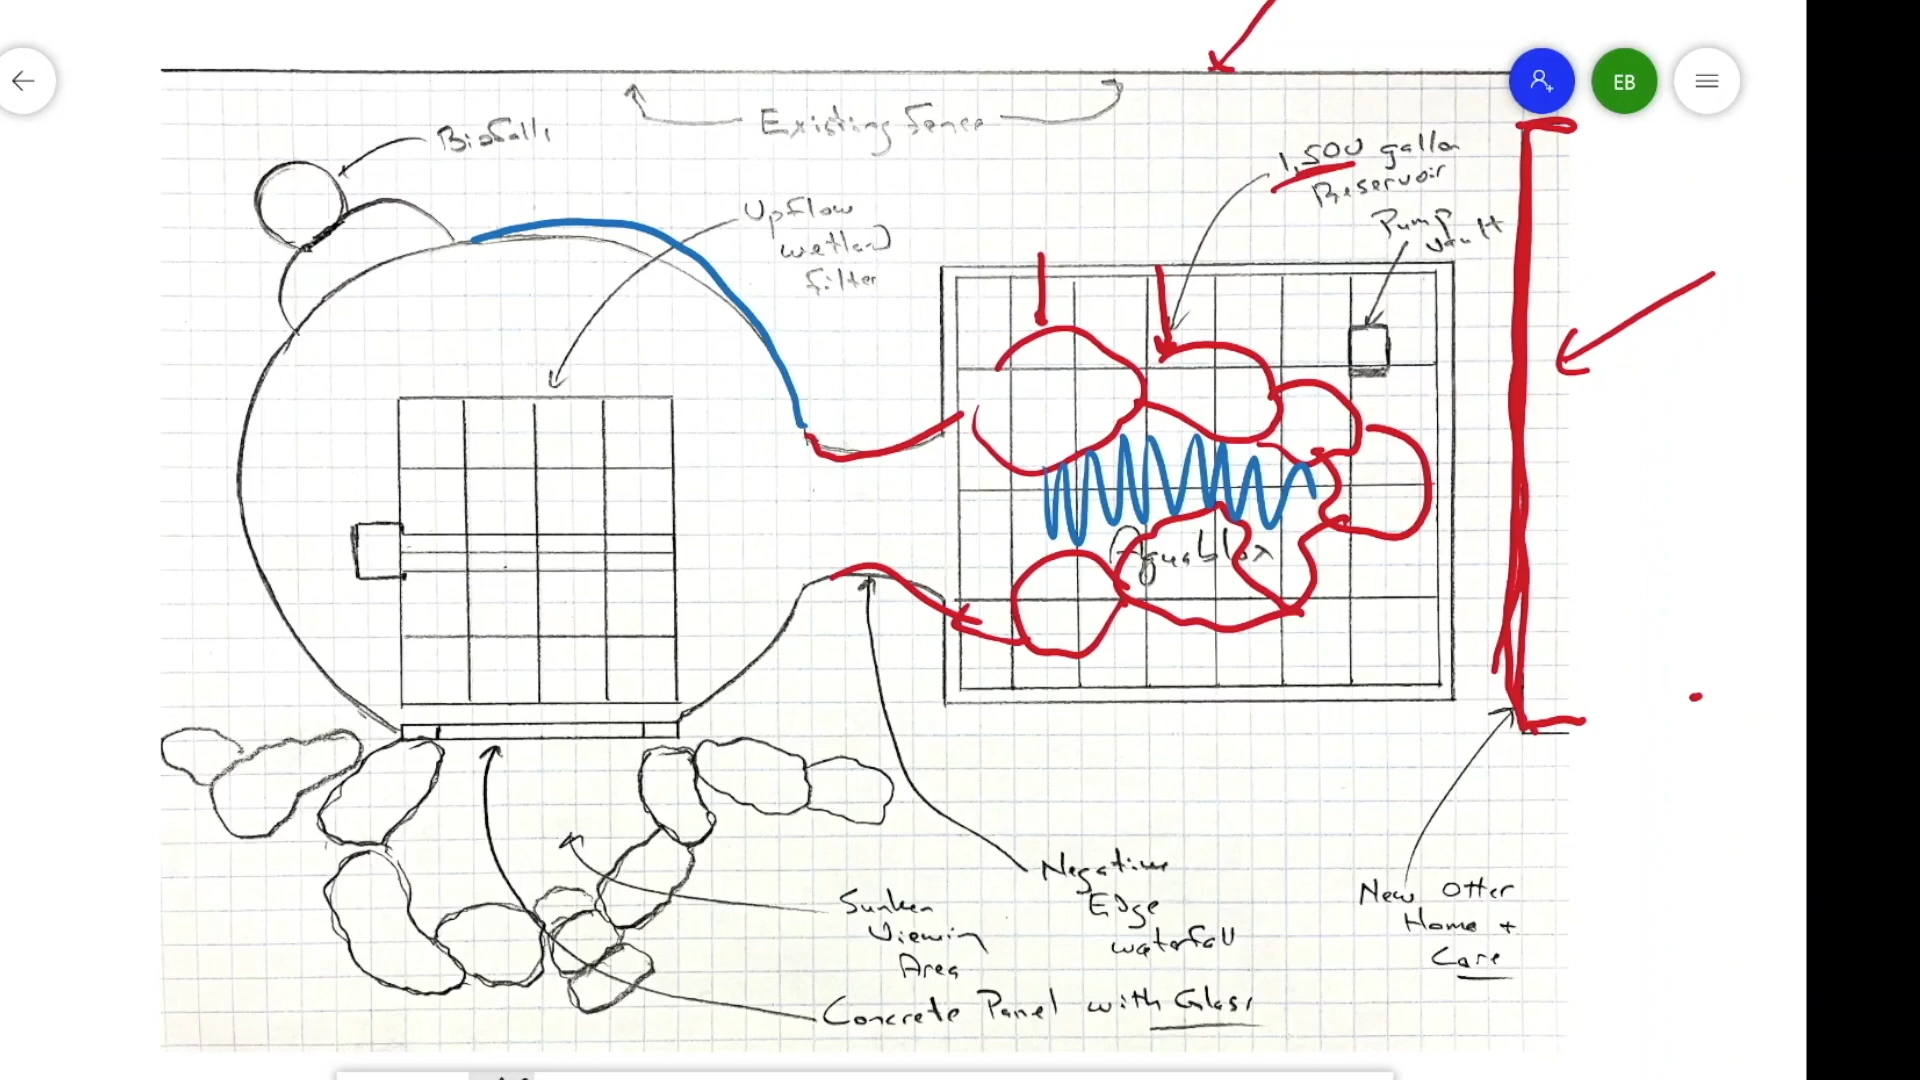 EB
Existing fence
Biofalls
1,500 gallon
Reservoir
Pump
Vault
Upflow
wetland
filter
Aquablox
Negative
Edge
waterfall
Sunken
Viewing
Area
New Otter
Home +
Care
Concrete Panel with Glass